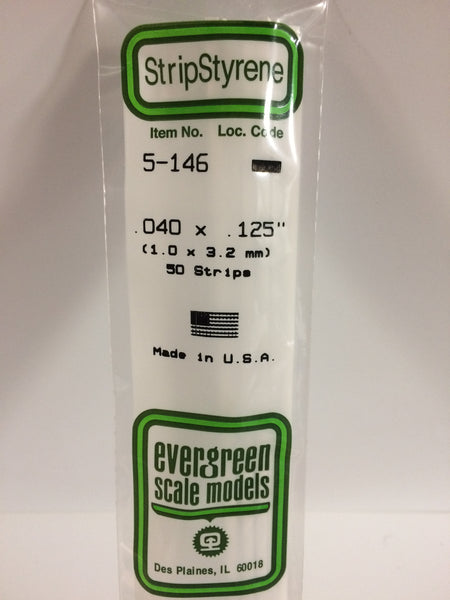 StripStyrene
Item No. Loc. Code
5-146
.040 x .125"
(1.0 x 3.2 mm)
50 Strips
Made in U.S.A.
evergreen
scale models
Des Plaines, IL 60018